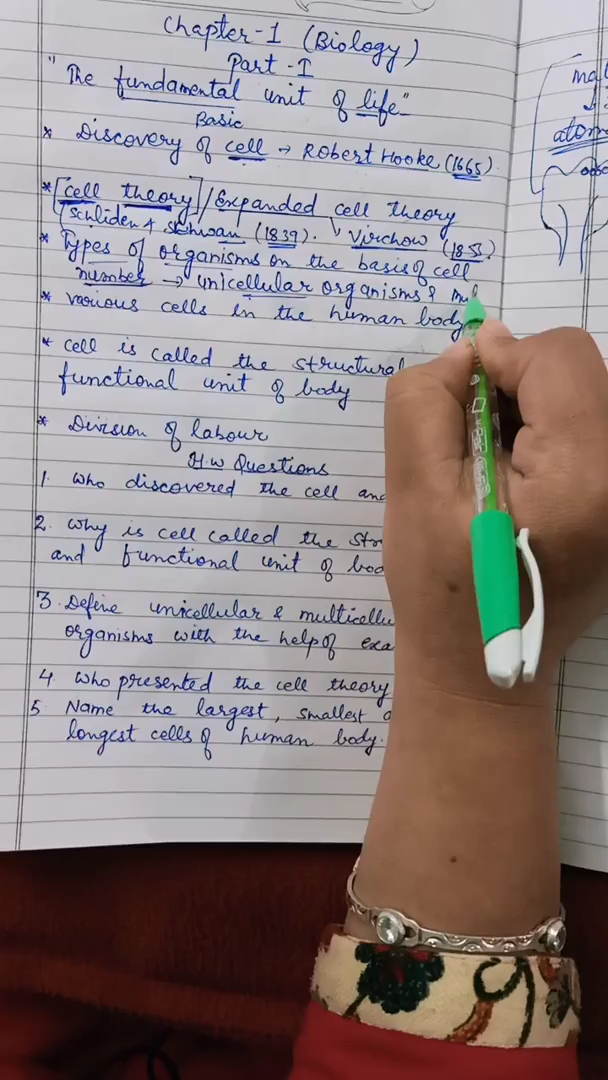 Chapter-1 (Biology)
Part-I
"The fundamental unit of life"
Basic
* Discovery of cell → Robert Hooke (1665).
* [cell theory]/Expanded cell theory
(Schliden & Schwan (1839). ↳ Virchow (1855).
* Types of organisms on the basis of cell
number → unicellular organisms &
* various cells in the human body
* cell is called the structural
functional unit of body
* Division of labour
H.w Questions
1. who discovered the cell and
2. why is cell called the
and functional unit of
3. Define unicellular &
organisms with the help of
4. who presented the cell theory
5. Name the largest, smallest
longest cells of human body.
atom